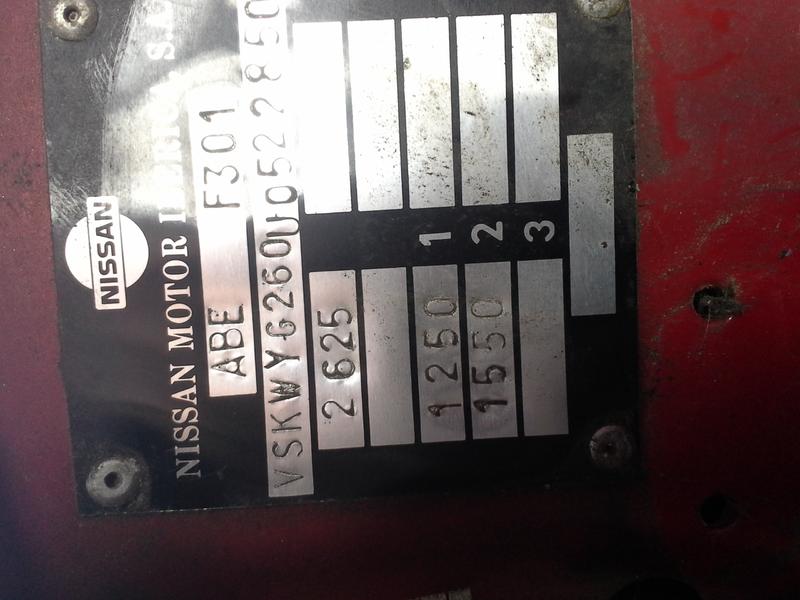 NISSAN
NISSAN MOTOR IBERICA, S.A.
ABE F301
VSKWYG260U0522850
2625
1 1250
2 1550
3